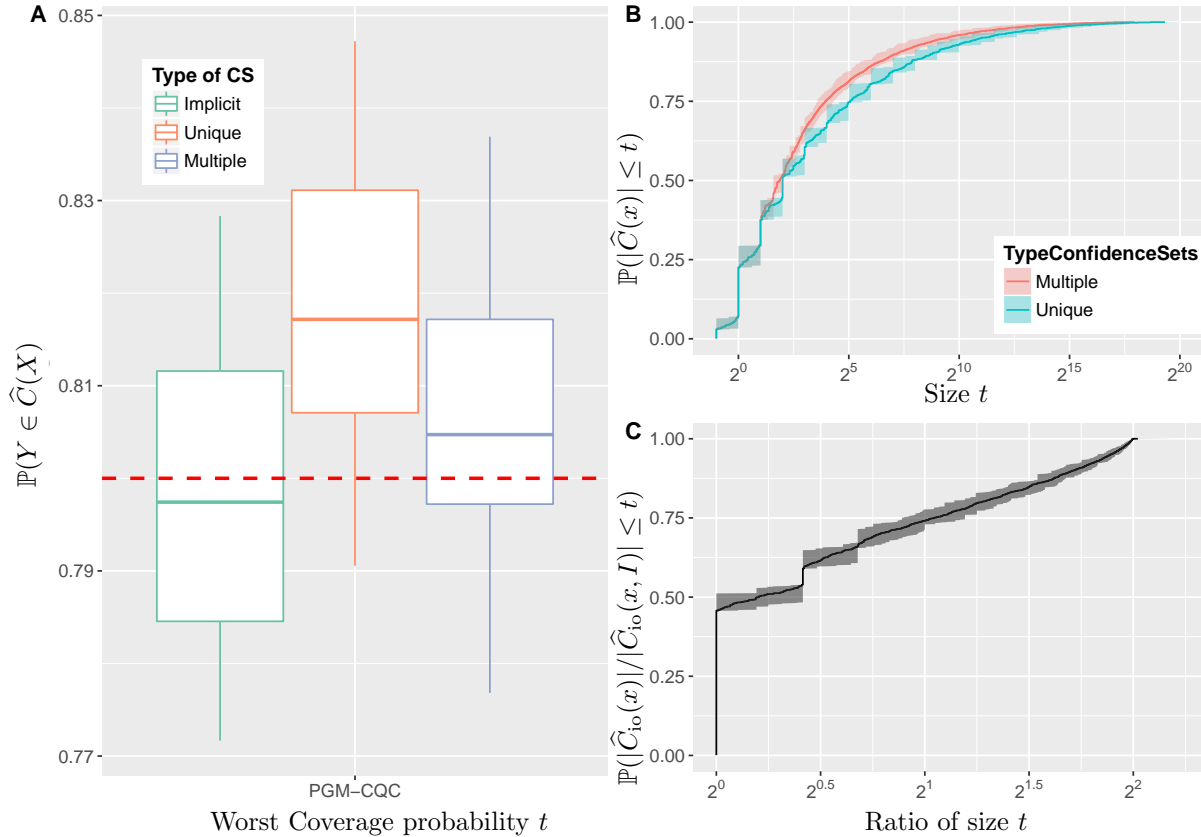 A
0.85
0.83
0.81
0.79
0.77
ℙ(Y ∈ Ĉ(X)
Type of CS
Implicit
Unique
Multiple
PGM−CQC
Worst Coverage probability t
B
1.00
0.75
0.50
0.25
0.00
ℙ(|Ĉ(x)| ≤ t)
TypeConfidenceSets
Multiple
Unique
2^0 2^5 2^10 2^15 2^20
Size t
C
1.00
0.75
0.50
0.25
0.00
ℙ(|Ĉ_io(x)|/|Ĉ_io(x, I)| ≤ t)
2^0 2^0.5 2^1 2^1.5 2^2
Ratio of size t